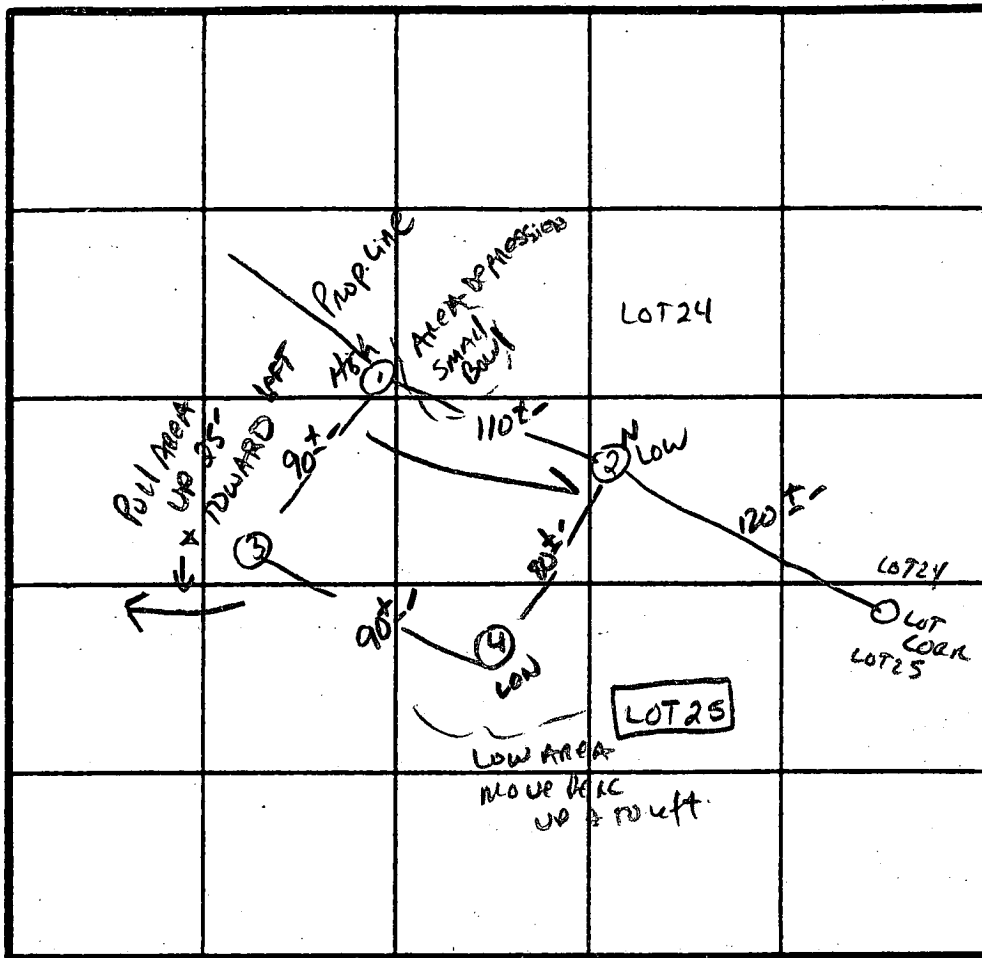 Prop. Line
AREA DEPRESSION
SMALL
BOWL
LOT 24
HIGH
1
110 ±
N
2 LOW
PULL AREA
UP 25'
& TOWARD LEFT
90 ±
3
80 ±
120 ±
LOT 24
LOT
CORR
LOT 25
90 ±
4
LOW
LOT 25
LOW AREA
MOVE PERC
UP & TO left.